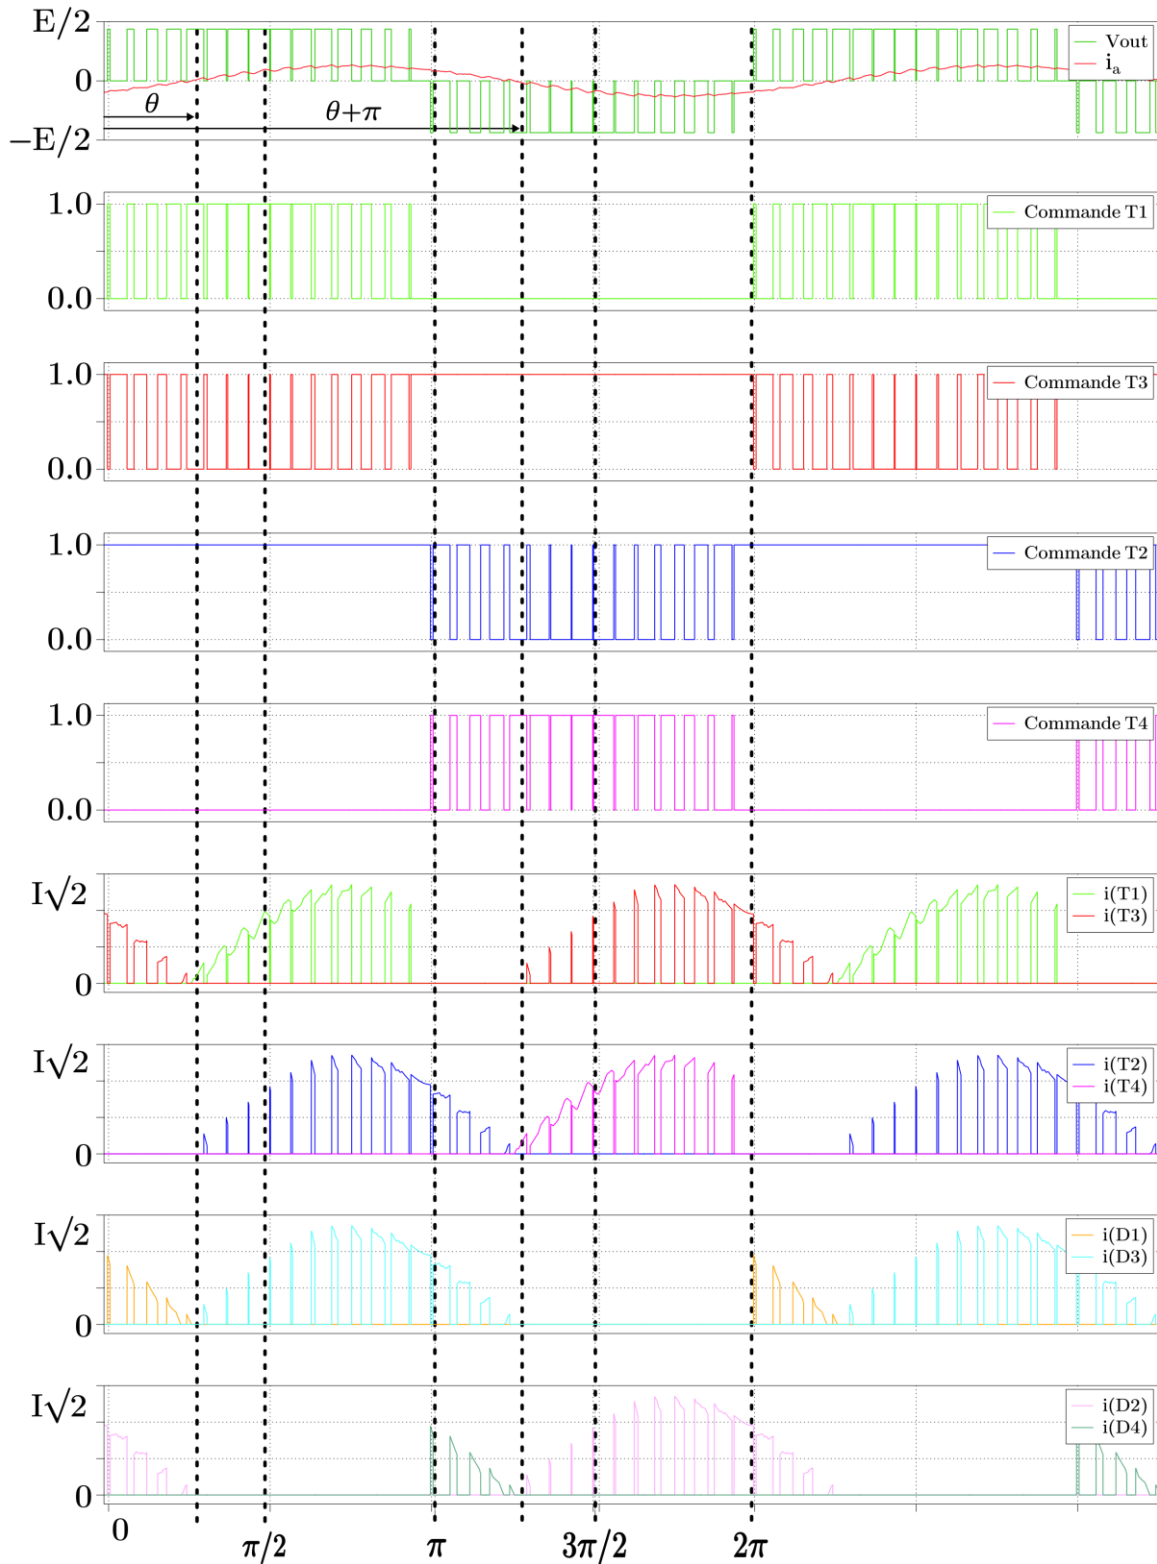 E/2
0
−E/2
Vout
iₐ
θ
θ+π
1.0
0.0
Commande T1
1.0
0.0
Commande T3
1.0
0.0
Commande T2
1.0
0.0
Commande T4
I√2
0
i(T1)
i(T3)
I√2
0
i(T2)
i(T4)
I√2
0
i(D1)
i(D3)
I√2
0
i(D2)
i(D4)
0 π/2 π 3π/2 2π